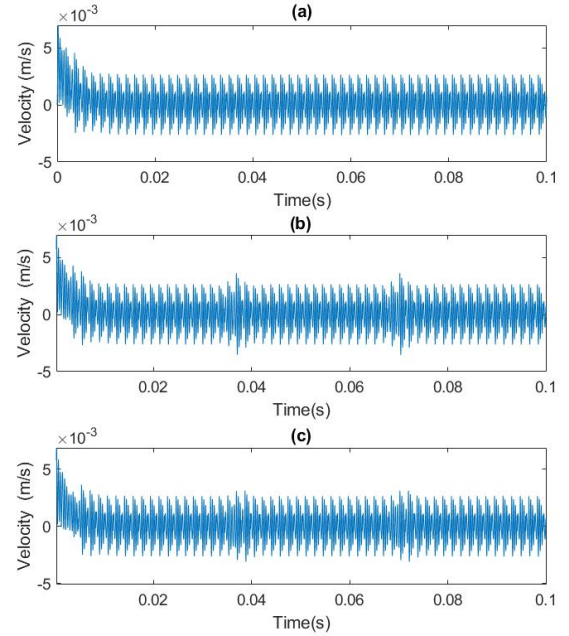 (a)
×10-3
5
0
-5
Velocity (m/s)
0 0.02 0.04 0.06 0.08 0.1
Time(s)
(b)
×10-3
5
0
-5
Velocity (m/s)
0.02 0.04 0.06 0.08 0.1
Time(s)
(c)
×10-3
5
0
-5
Velocity (m/s)
0.02 0.04 0.06 0.08 0.1
Time(s)